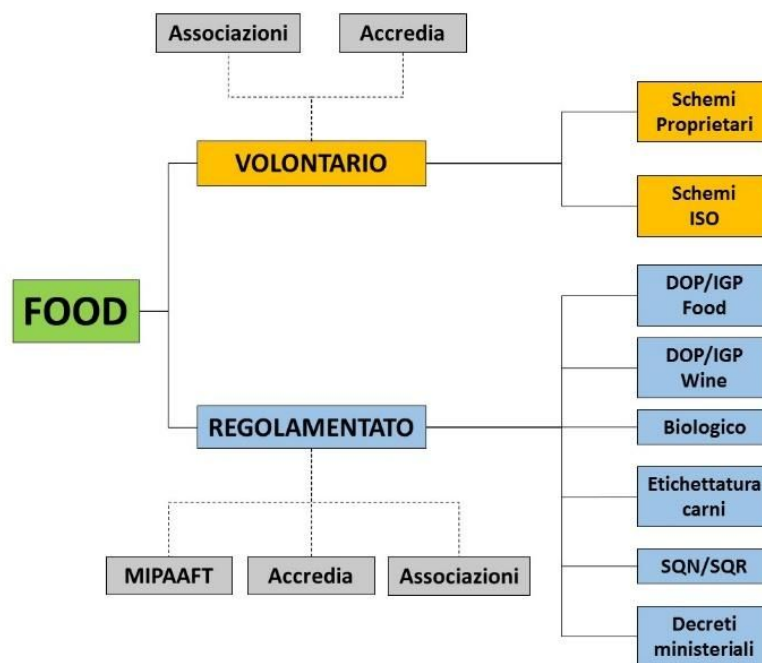 Associazioni
Accredia
Schemi
Proprietari
VOLONTARIO
Schemi
ISO
FOOD
DOP/IGP
Food
DOP/IGP
Wine
REGOLAMENTATO
Biologico
Etichettatura
carni
MIPAAFT
Accredia
Associazioni
SQN/SQR
Decreti
ministeriali